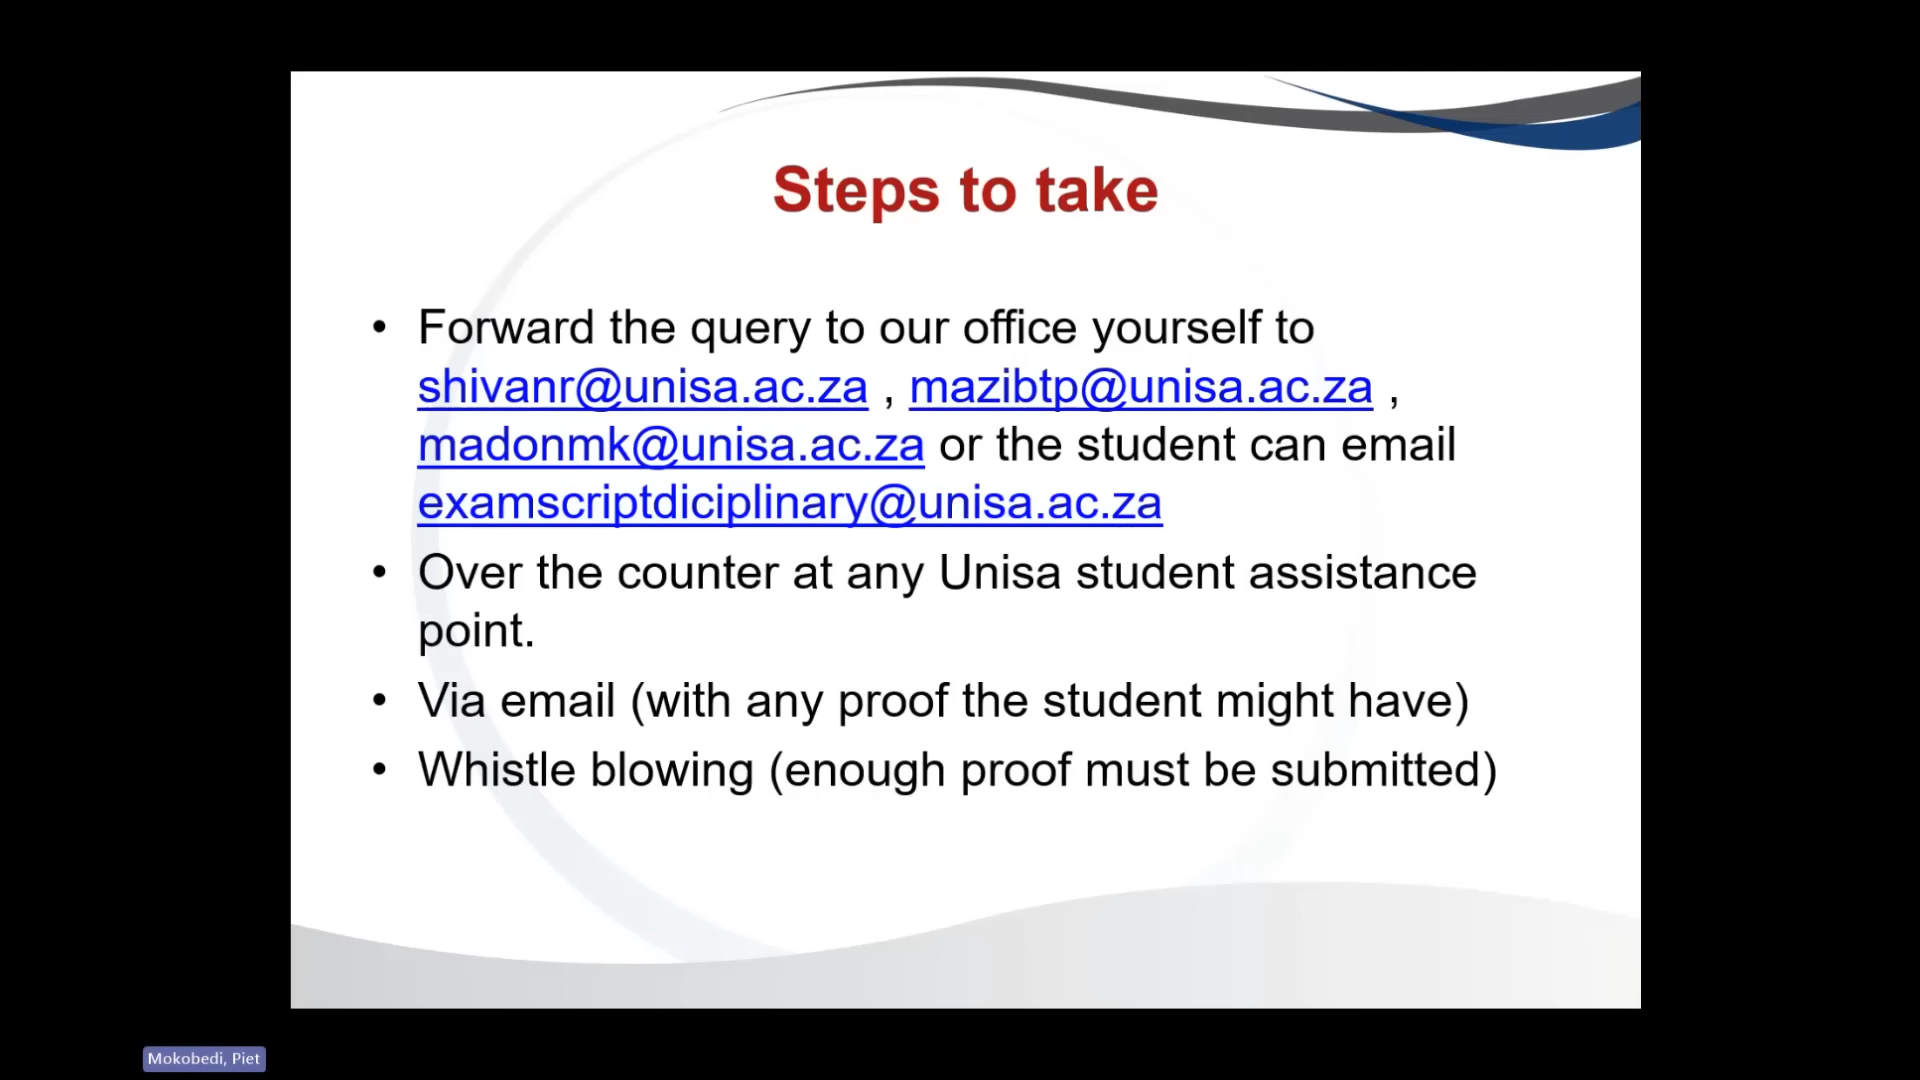 Steps to take
• Forward the query to our office yourself to
shivanr@unisa.ac.za , mazibtp@unisa.ac.za ,
madonmk@unisa.ac.za or the student can email
examscriptdiciplinary@unisa.ac.za
• Over the counter at any Unisa student assistance
point.
• Via email (with any proof the student might have)
• Whistle blowing (enough proof must be submitted)
Mokobedi, Piet